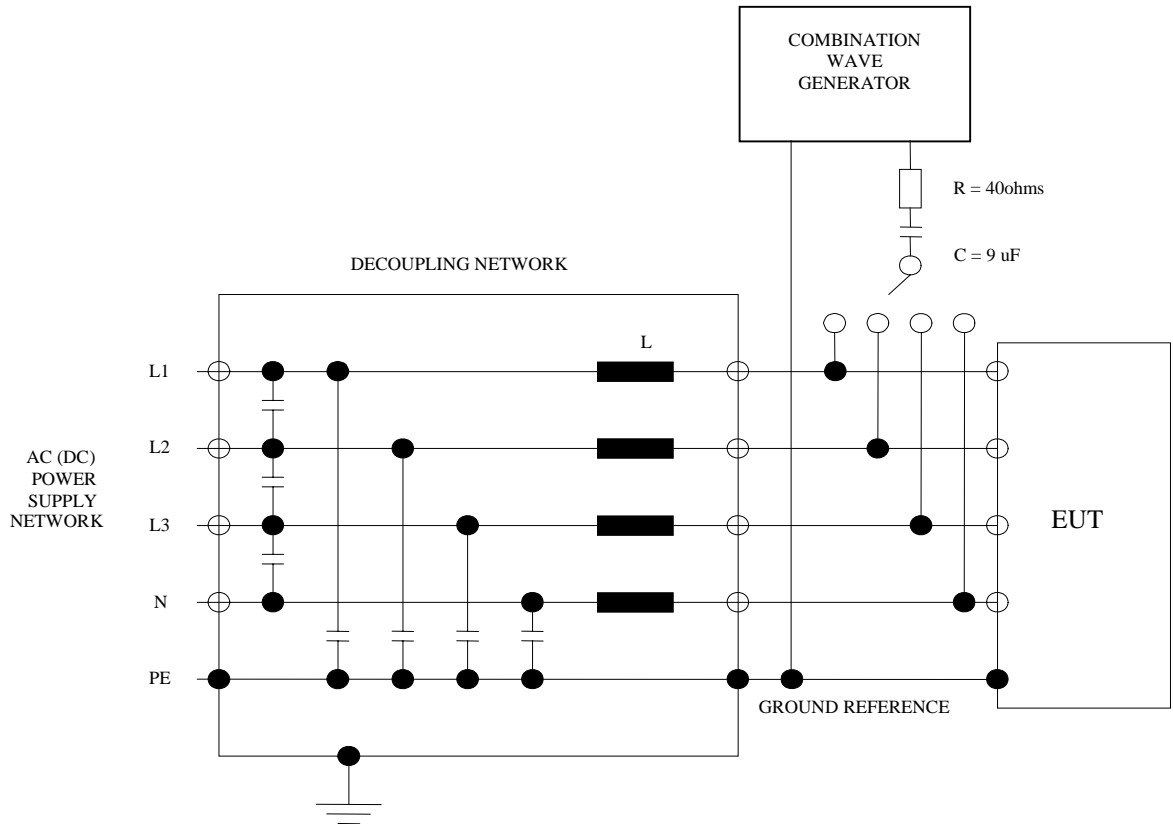 COMBINATION
WAVE
GENERATOR
R = 40ohms
C = 9 uF
DECOUPLING NETWORK
L
L1
L2
AC (DC)
POWER
SUPPLY
NETWORK
L3
EUT
N
PE
GROUND REFERENCE